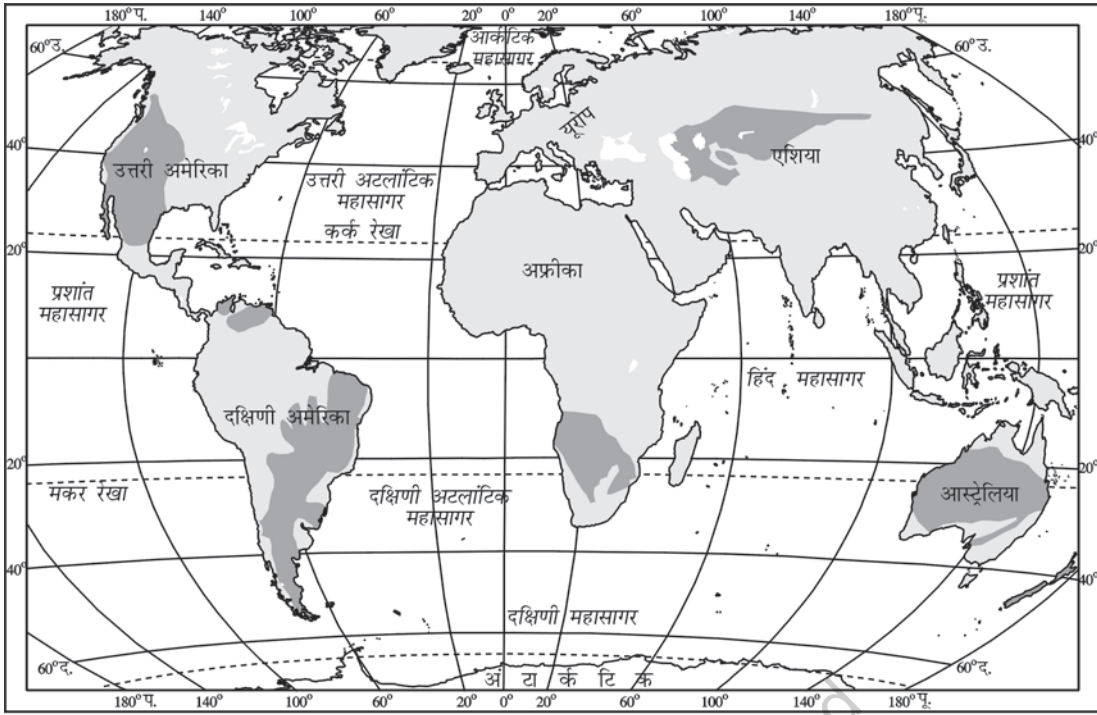 180°प. 140° 100° 60° 20° 0° 20° 60° 100° 140° 180°पू.
60°उ. 60°उ.
आर्कटिक
महासागर
यूरोप
40° 40°
उत्तरी अमेरिका
एशिया
उत्तरी अटलांटिक
महासागर
कर्क रेखा
20° 20°
अफ्रीका
प्रशांत
महासागर
प्रशांत
महासागर
हिंद महासागर
दक्षिणी अमेरिका
20° 20°
मकर रेखा
दक्षिणी अटलांटिक
महासागर
आस्ट्रेलिया
40° 40°
दक्षिणी महासागर
60°द. 60°द.
अंटार्कटिक
180°प. 140° 100° 60° 20° 0° 20° 60° 100° 140° 180°पू.